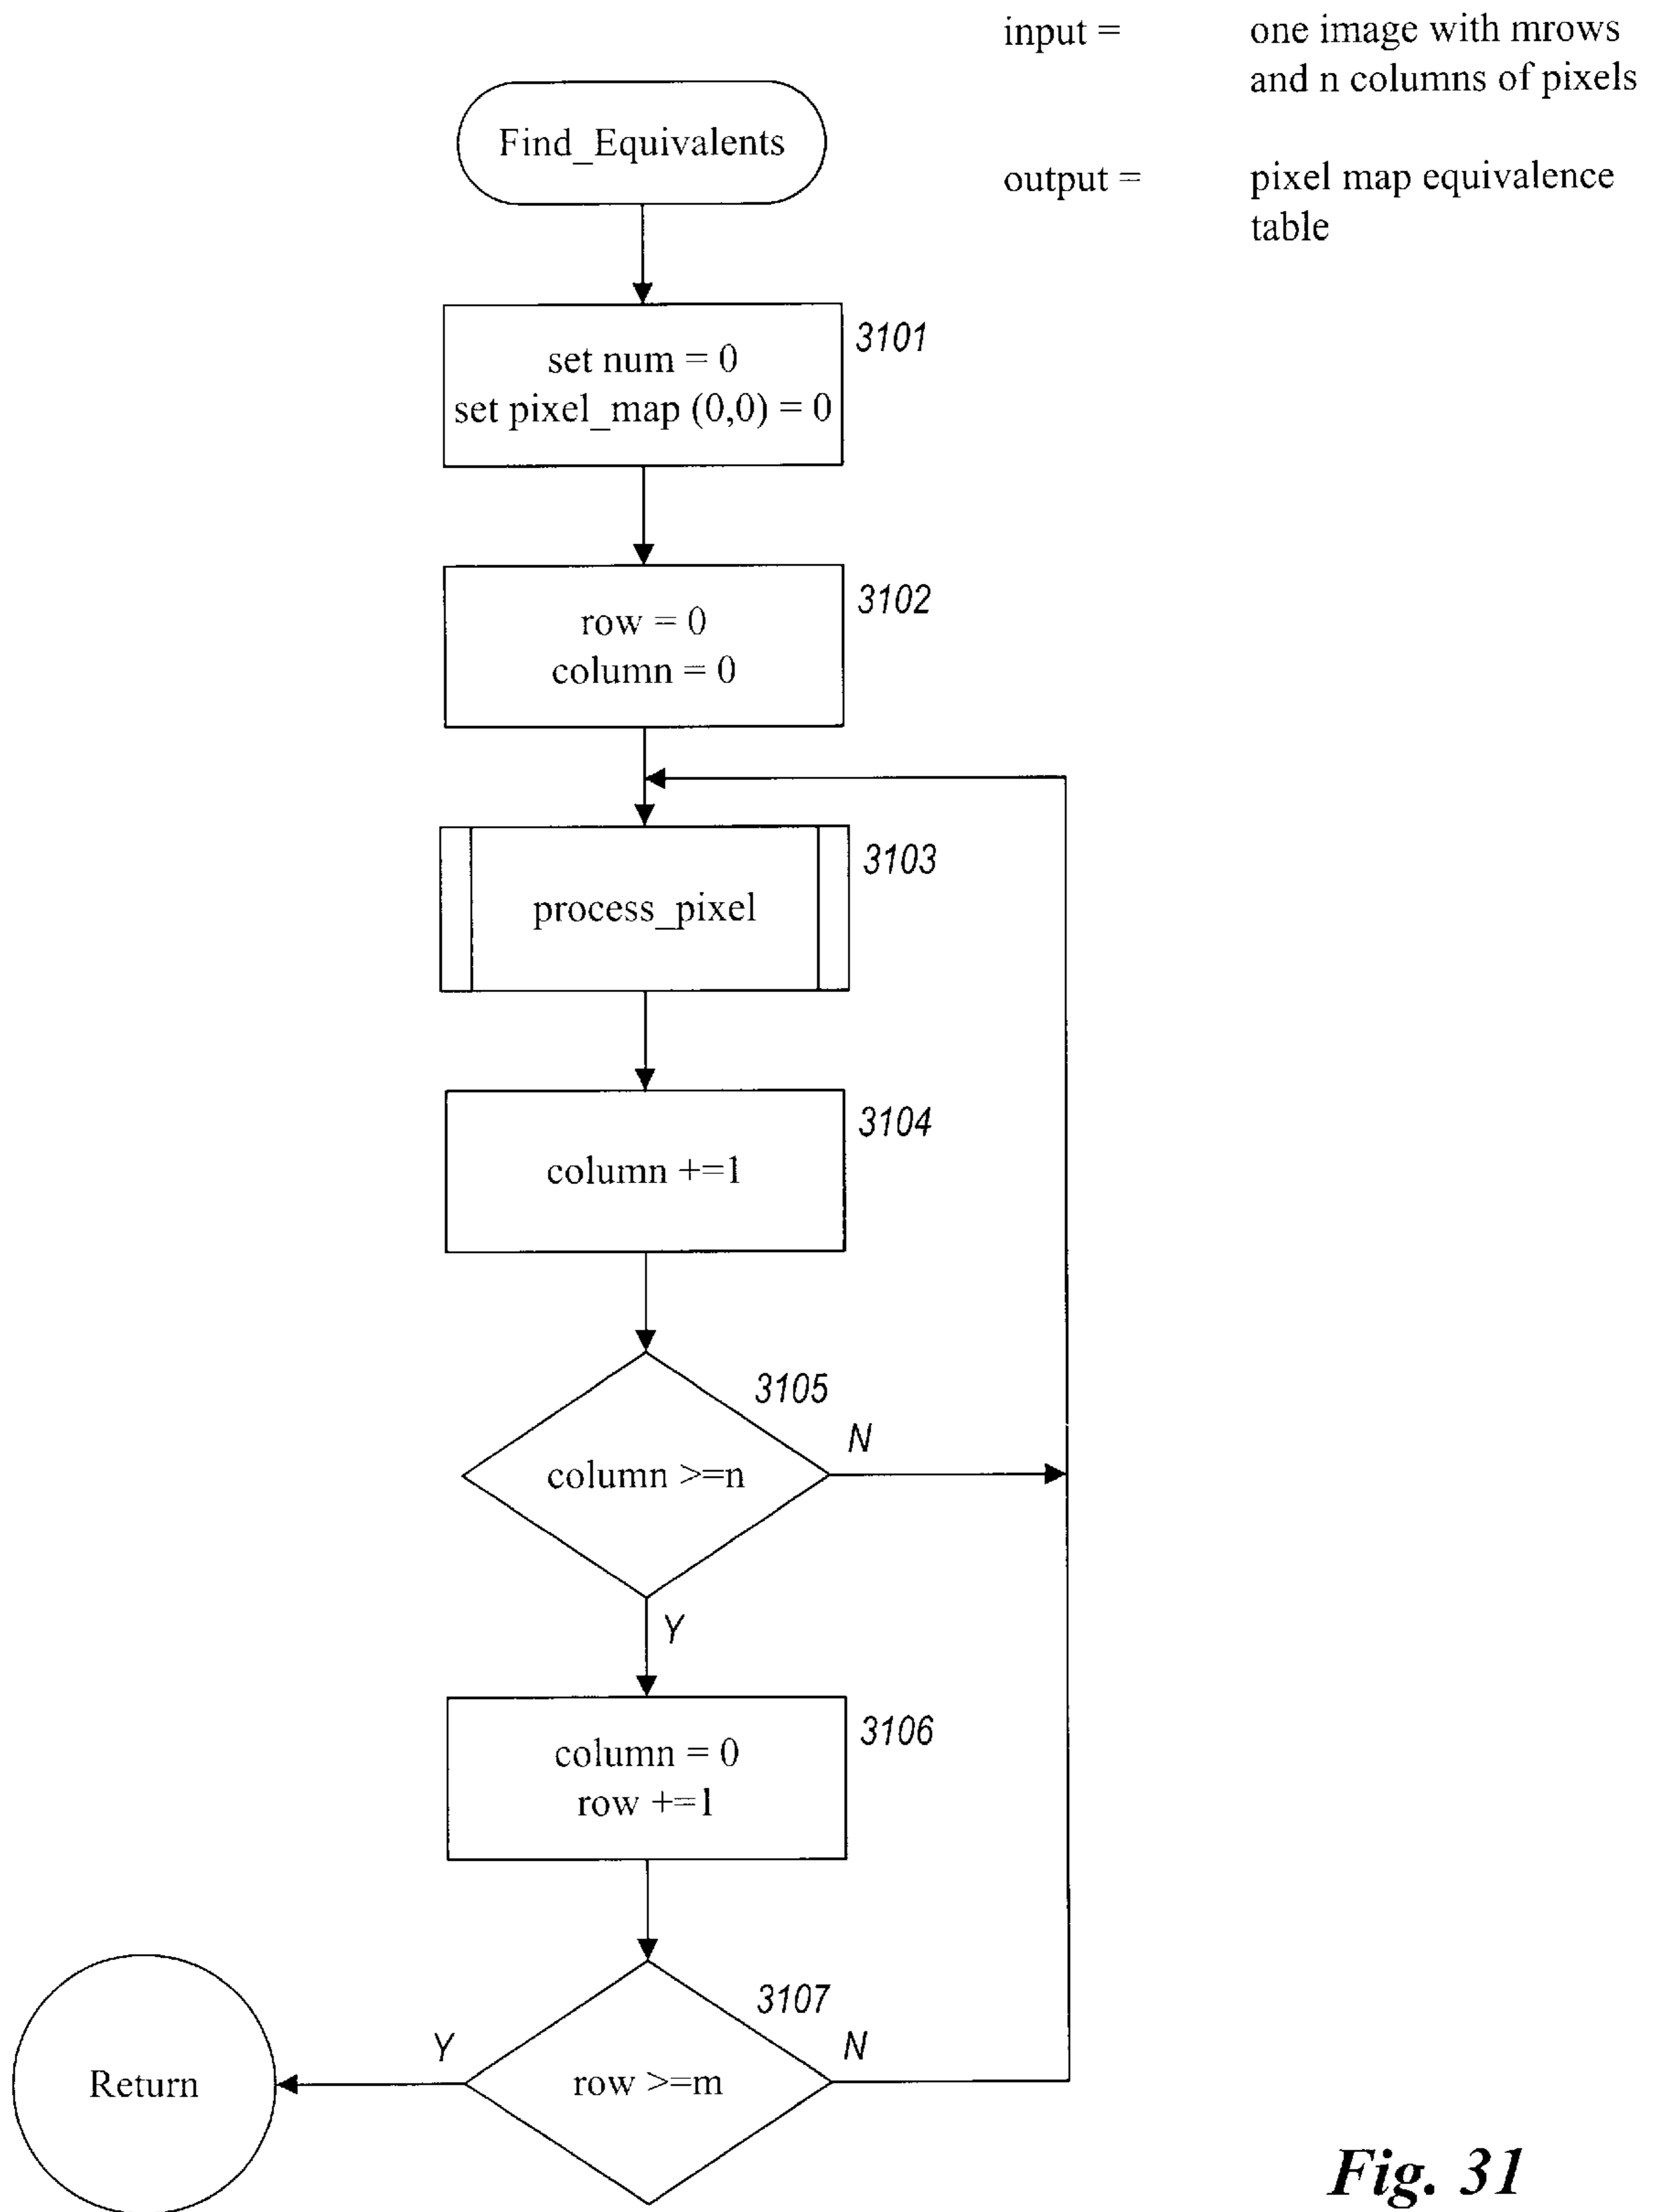 input = one image with mrows
and n columns of pixels
output = pixel map equivalence
table
Find_Equivalents
3101
set num = 0
set pixel_map (0,0) = 0
3102
row = 0
column = 0
3103
process_pixel
3104
column +=1
3105
column >=n
N
Y
3106
column = 0
row +=1
3107
row >=m
Y
N
Return
Fig. 31